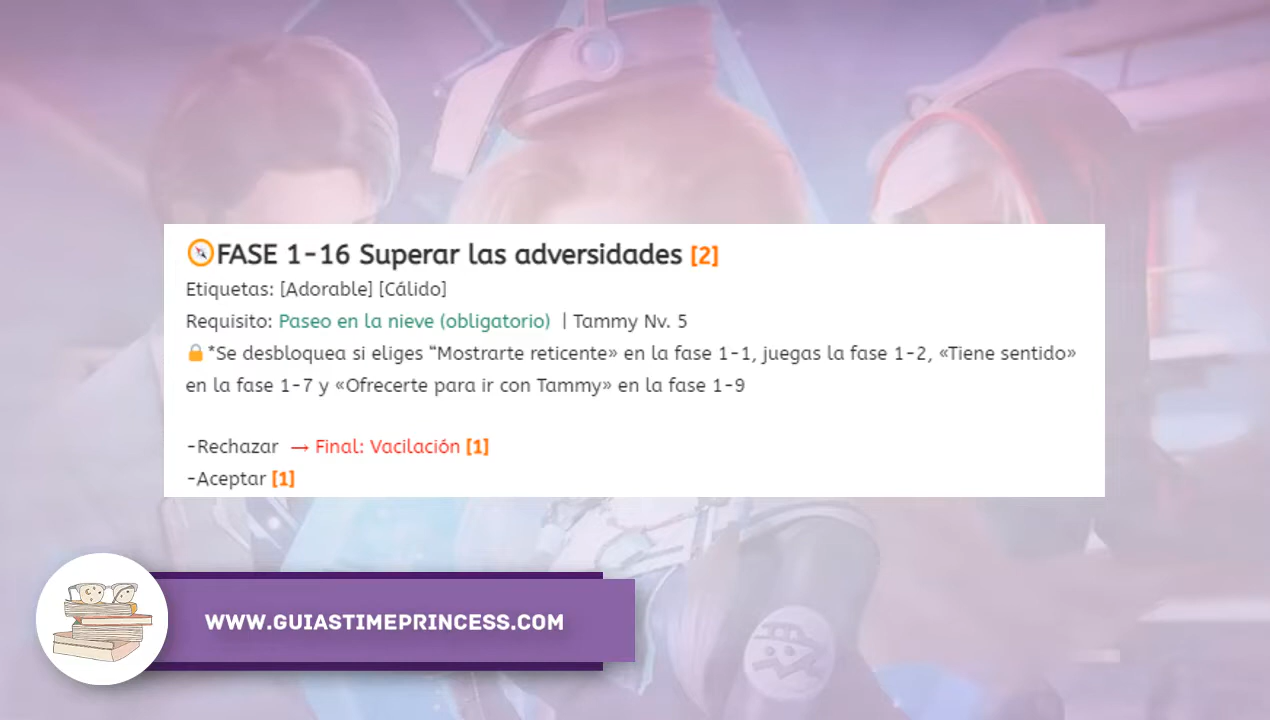 FASE 1-16 Superar las adversidades [2]
Etiquetas: [Adorable] [Cálido]
Requisito: Paseo en la nieve (obligatorio) | Tammy Nv. 5
*Se desbloquea si eliges “Mostrarte reticente» en la fase 1-1, juegas la fase 1-2, «Tiene sentido»
en la fase 1-7 y «Ofrecerte para ir con Tammy» en la fase 1-9
-Rechazar → Final: Vacilación [1]
-Aceptar [1]
WWW.GUIASTIMEPRINCESS.COM